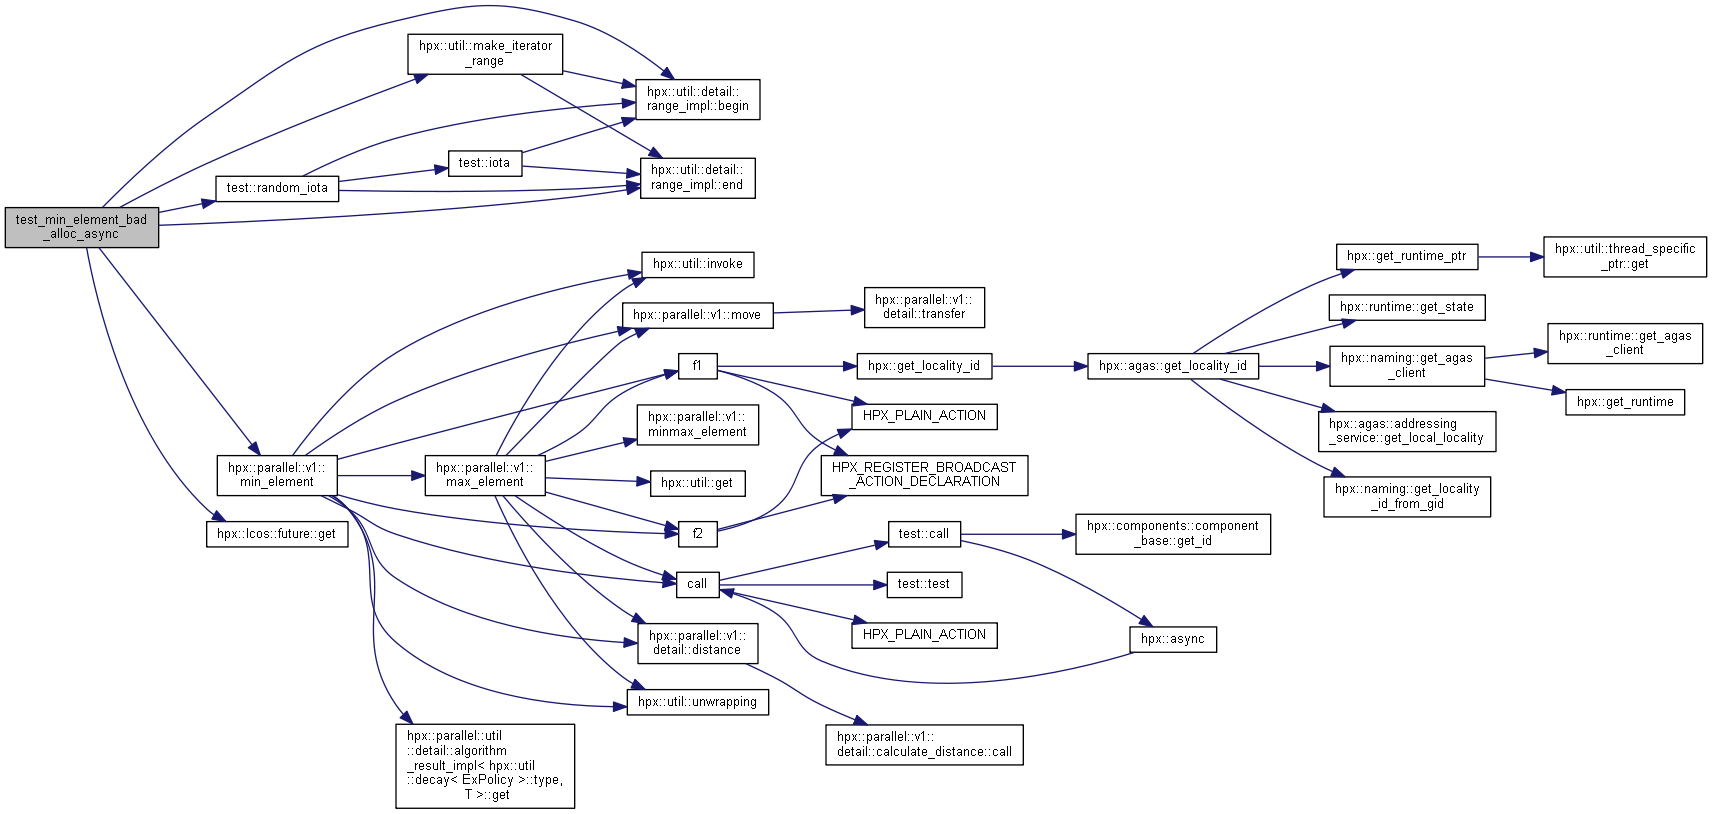 hpx::util::make_iterator
_range
hpx::util::detail::
range_impl::begin
test::iota
hpx::util::detail::
range_impl::end
test::random_iota
test_min_element_bad
_alloc_async
hpx::util::invoke
hpx::get_runtime_ptr
hpx::util::thread_specific
_ptr::get
hpx::parallel::v1::move
hpx::parallel::v1::
detail::transfer
hpx::runtime::get_state
f1
hpx::get_locality_id
hpx::agas::get_locality_id
hpx::naming::get_agas
_client
hpx::runtime::get_agas
_client
hpx::get_runtime
hpx::parallel::v1::
minmax_element
HPX_PLAIN_ACTION
hpx::agas::addressing
_service::get_local_locality
hpx::parallel::v1::
min_element
hpx::parallel::v1::
max_element
hpx::util::get
HPX_REGISTER_BROADCAST
_ACTION_DECLARATION
hpx::naming::get_locality
_id_from_gid
hpx::lcos::future::get
f2
test::call
hpx::components::component
_base::get_id
call
test::test
hpx::parallel::v1::
detail::distance
HPX_PLAIN_ACTION
hpx::async
hpx::util::unwrapping
hpx::parallel::util
::detail::algorithm
_result_impl< hpx::util
::decay< ExPolicy >::type,
T >::get
hpx::parallel::v1::
detail::calculate_distance::call